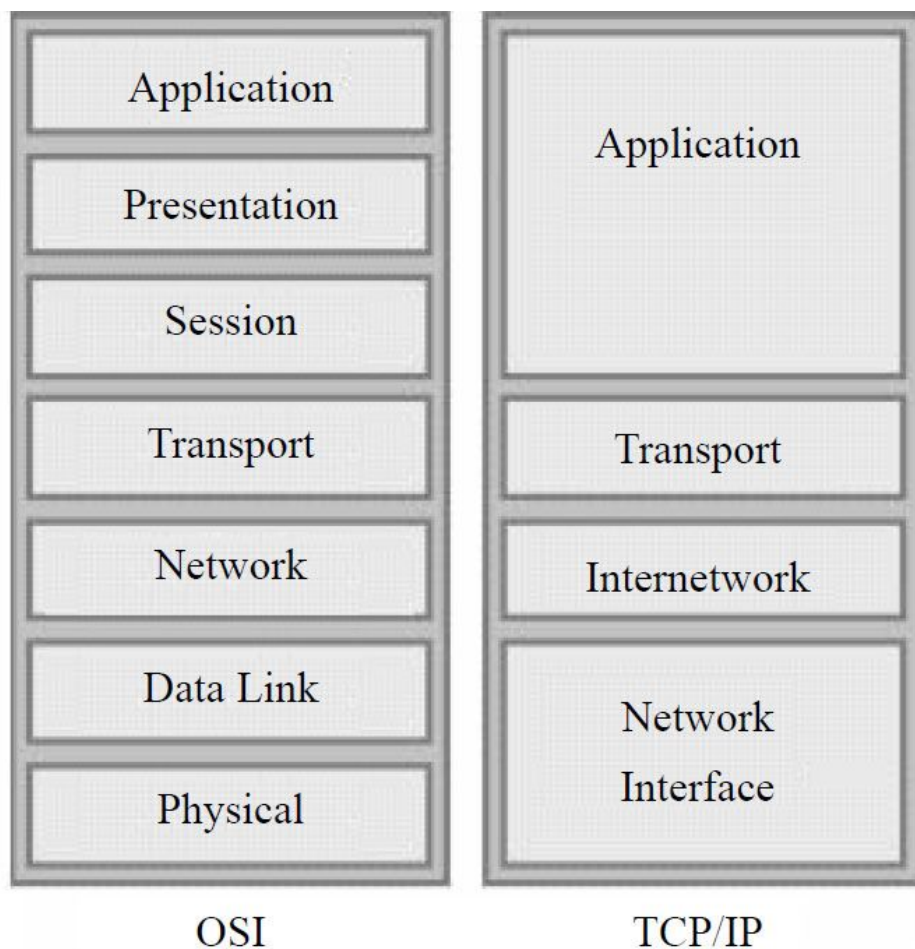 Application
Presentation
Session
Transport
Network
Data Link
Physical
OSI
Application
Transport
Internetwork
Network
Interface
TCP/IP